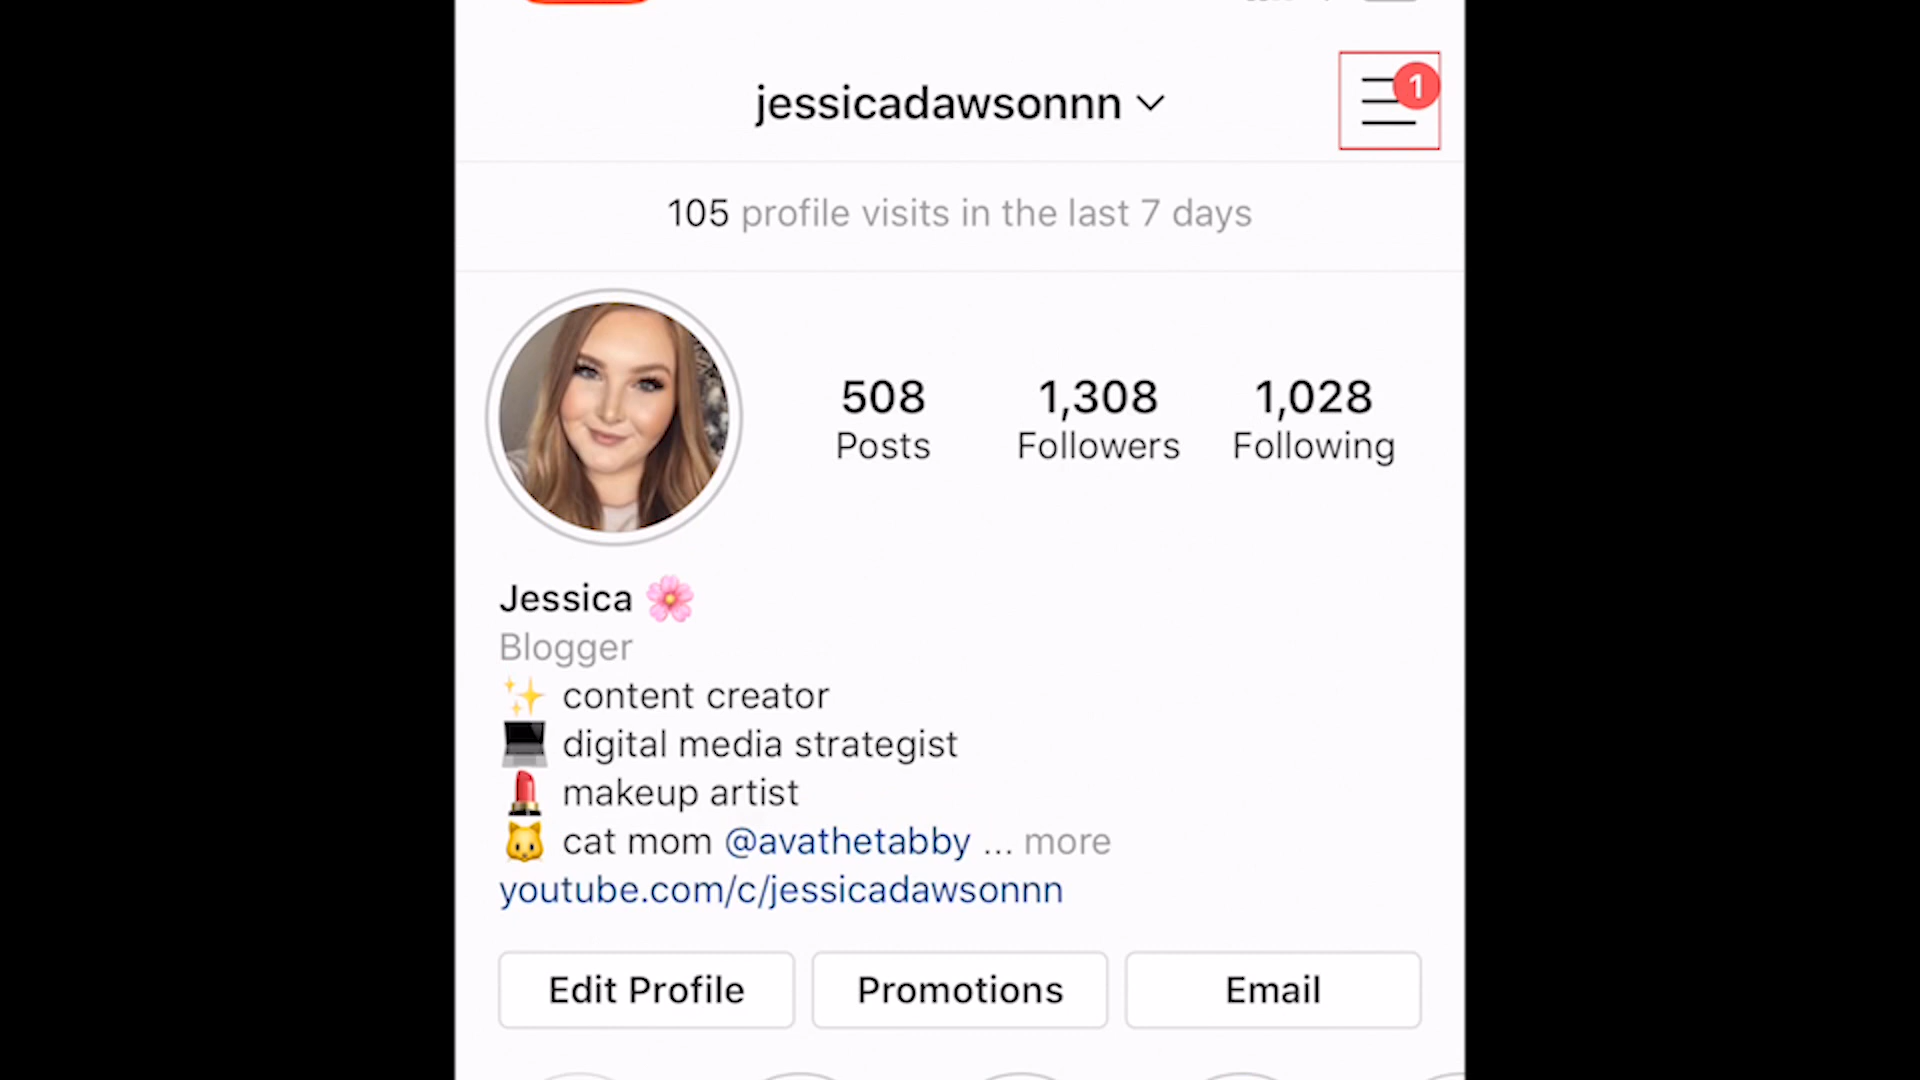 jessicadawsonnn
1
105 profile visits in the last 7 days
508 1,308 1,028
Posts Followers Following
Jessica 🌸
Blogger
✨ content creator
💻 digital media strategist
💄 makeup artist
🐱 cat mom @avathetabby ... more
youtube.com/c/jessicadawsonnn
Edit Profile Promotions Email